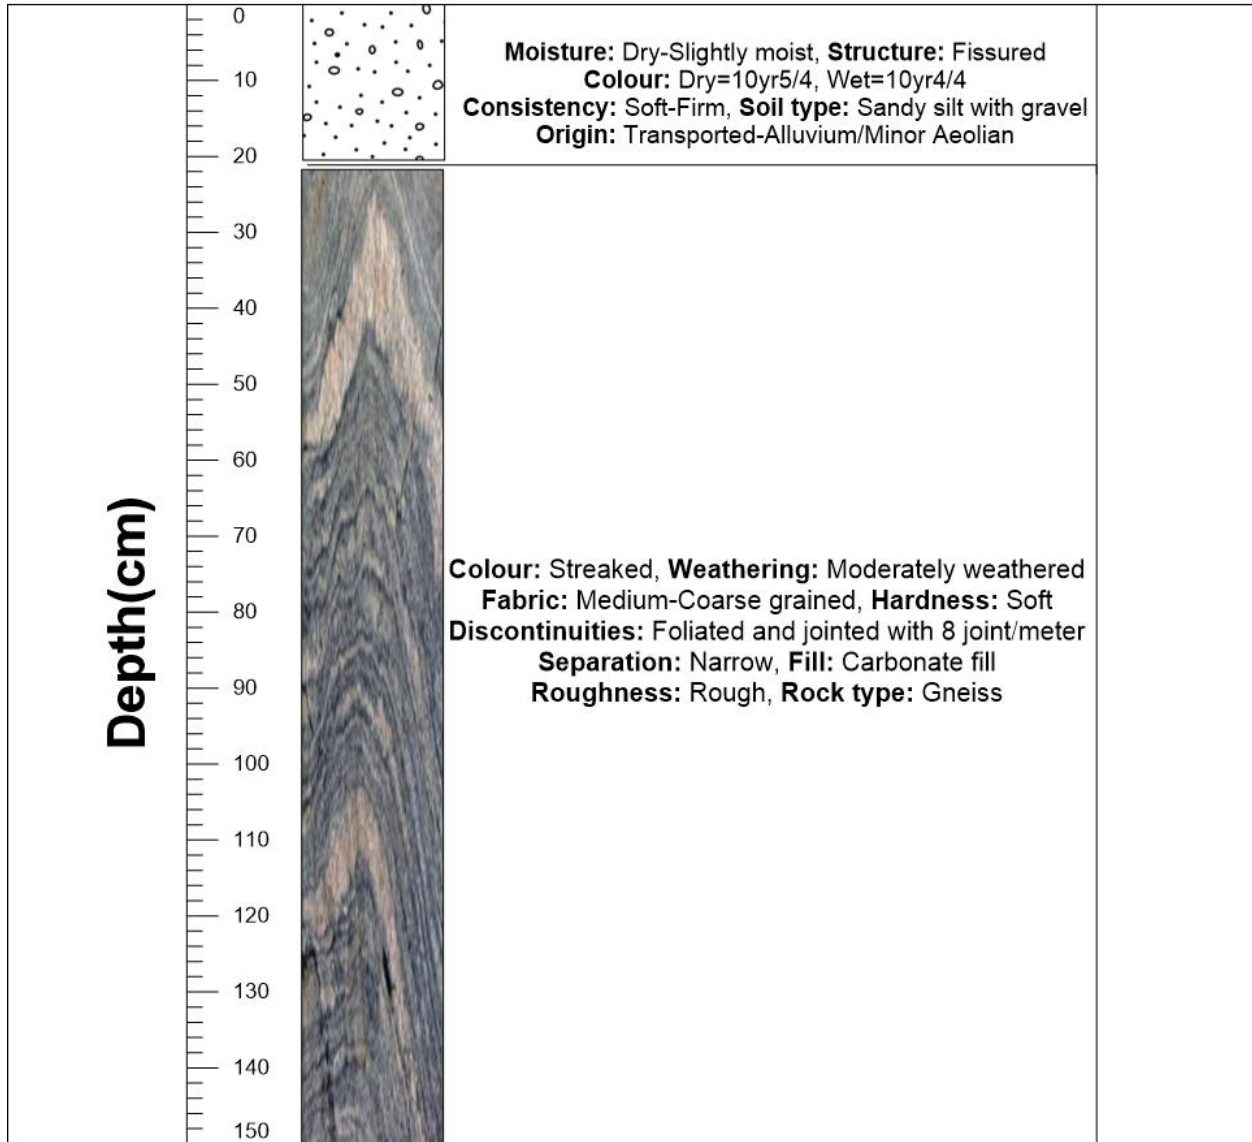 0
10
20
30
40
50
60
70
80
90
100
110
120
130
140
150
Depth(cm)
Moisture: Dry-Slightly moist, Structure: Fissured
Colour: Dry=10yr5/4, Wet=10yr4/4
Consistency: Soft-Firm, Soil type: Sandy silt with gravel
Origin: Transported-Alluvium/Minor Aeolian
Colour: Streaked, Weathering: Moderately weathered
Fabric: Medium-Coarse grained, Hardness: Soft
Discontinuities: Foliated and jointed with 8 joint/meter
Separation: Narrow, Fill: Carbonate fill
Roughness: Rough, Rock type: Gneiss